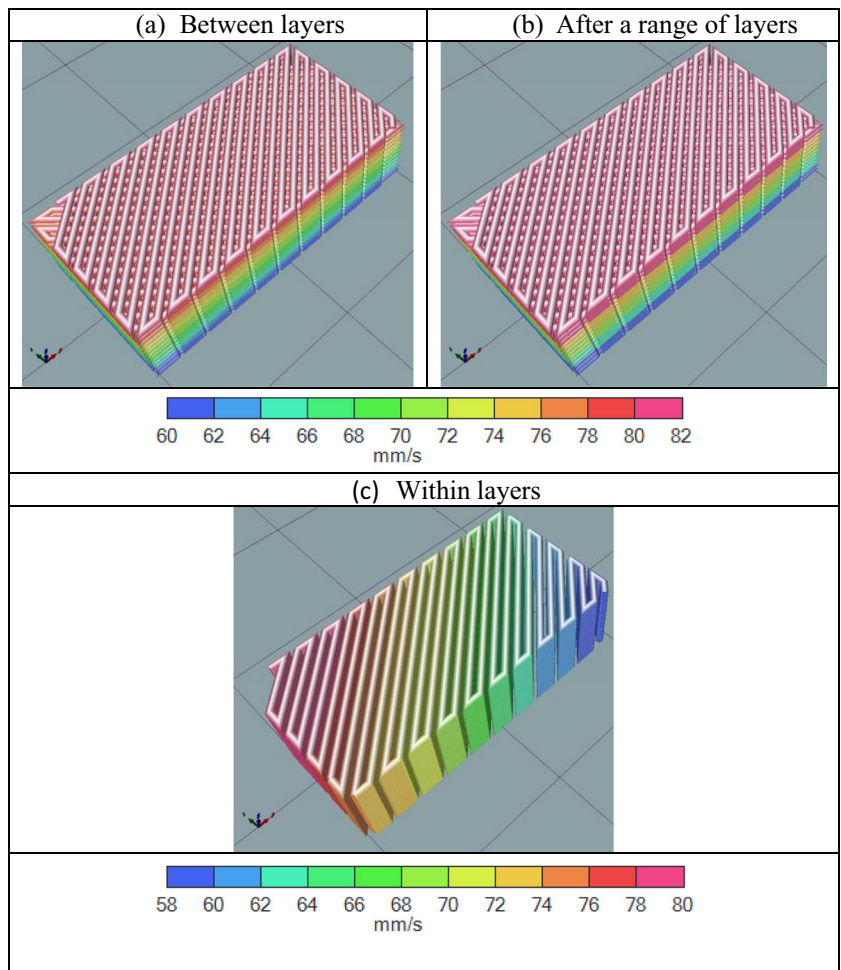 (a) Between layers
(b) After a range of layers
60 62 64 66 68 70 72 74 76 78 80 82
mm/s
(c) Within layers
58 60 62 64 66 68 70 72 74 76 78 80
mm/s